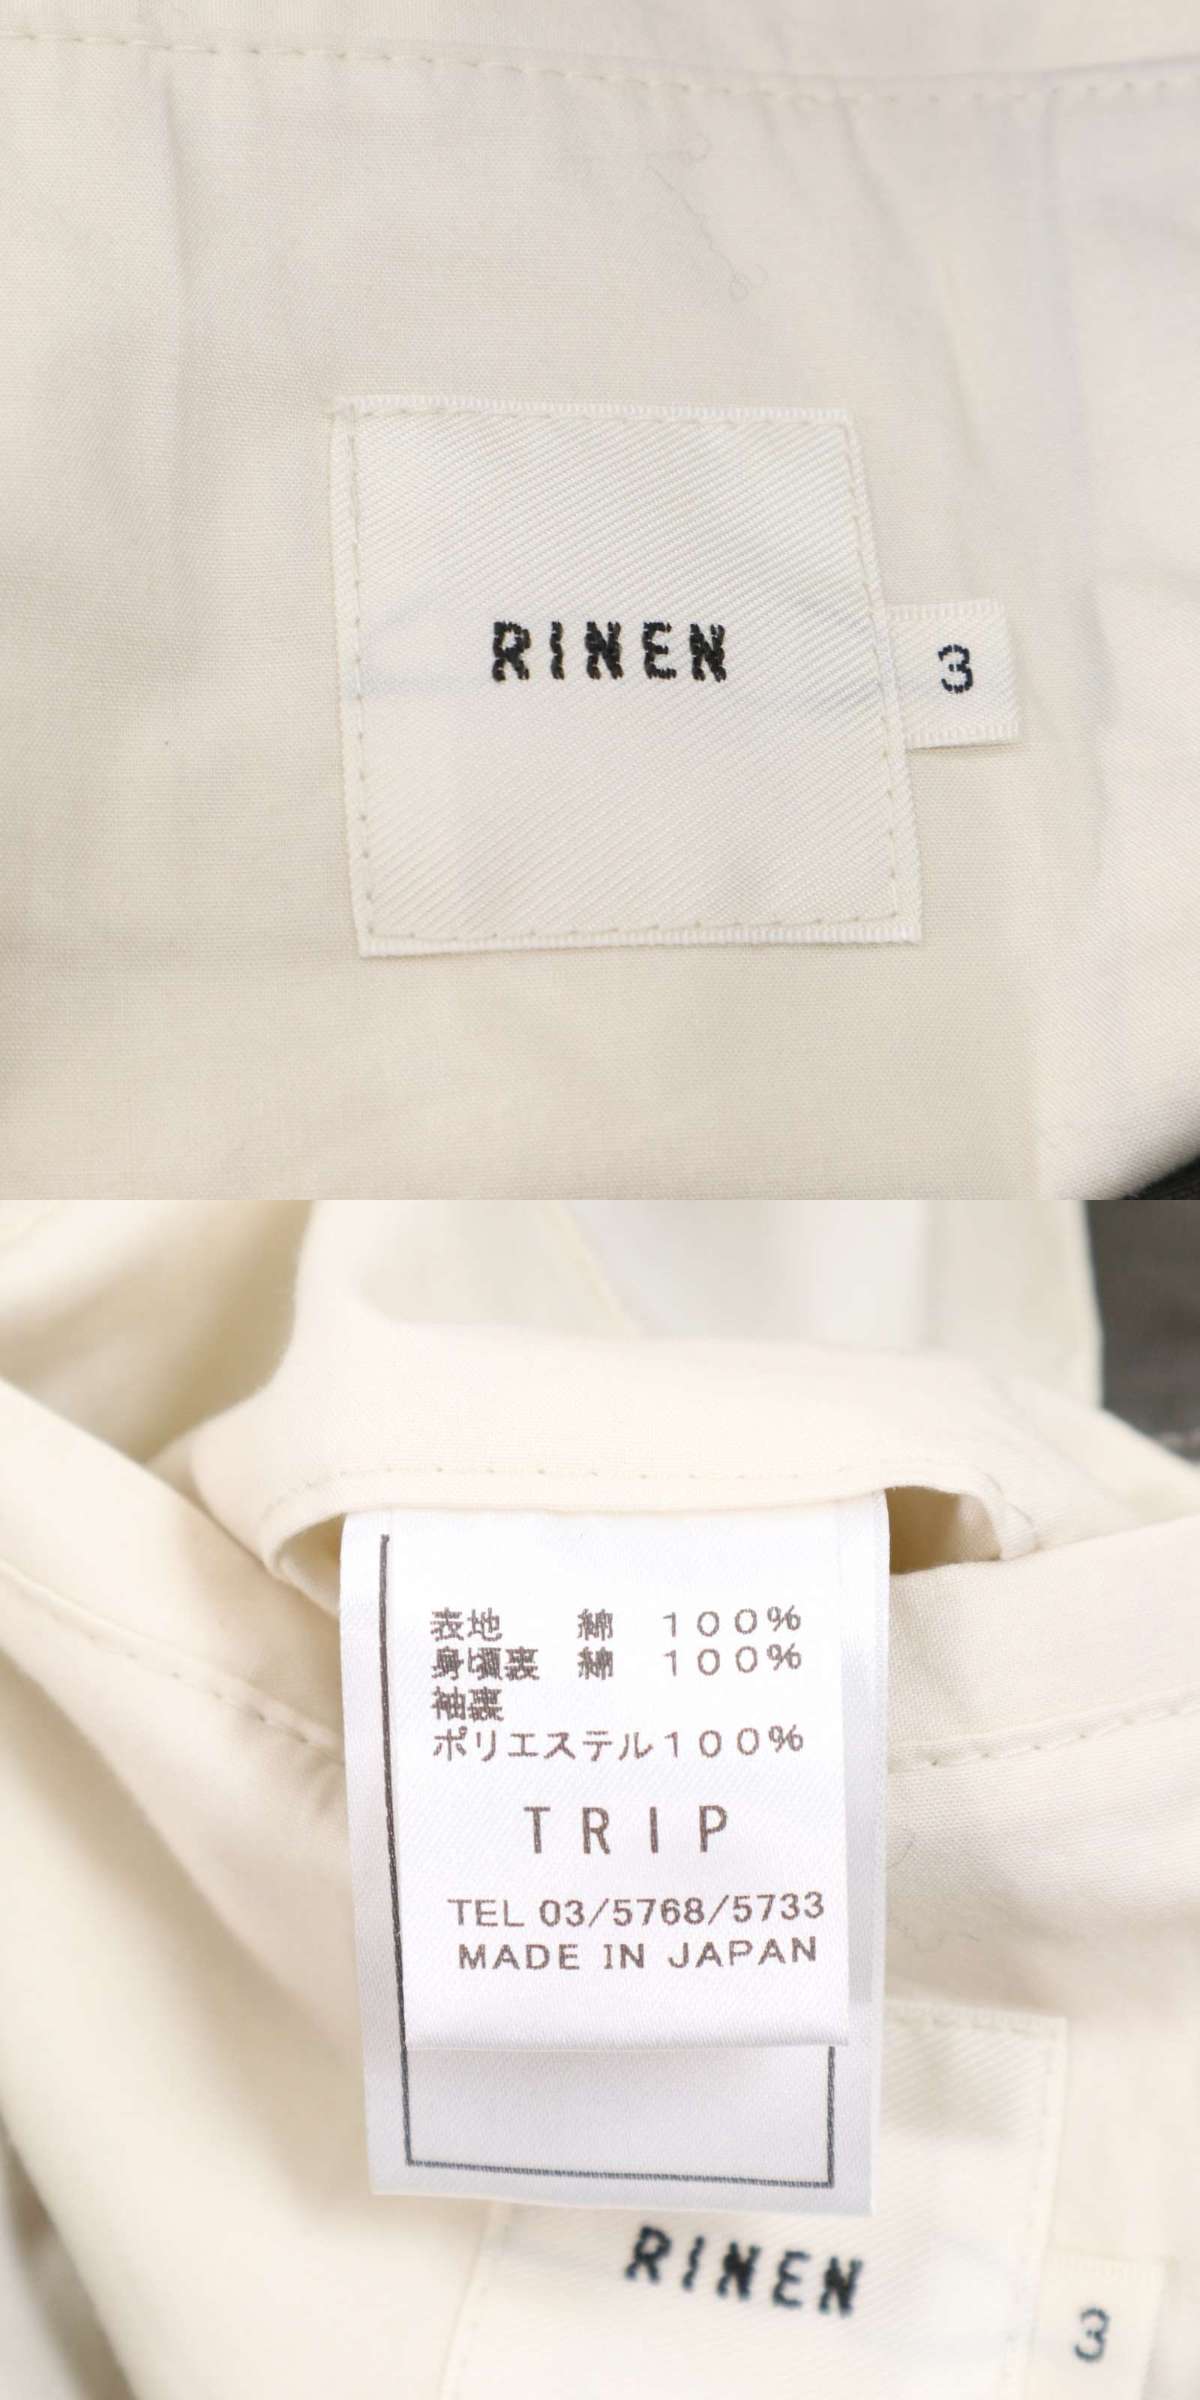 RINEN
3
表地 綿 100%
身頃裏 綿 100%
袖裏
ポリエステル100%
TRIP
TEL 03/5768/5733
MADE IN JAPAN
RINEN
3